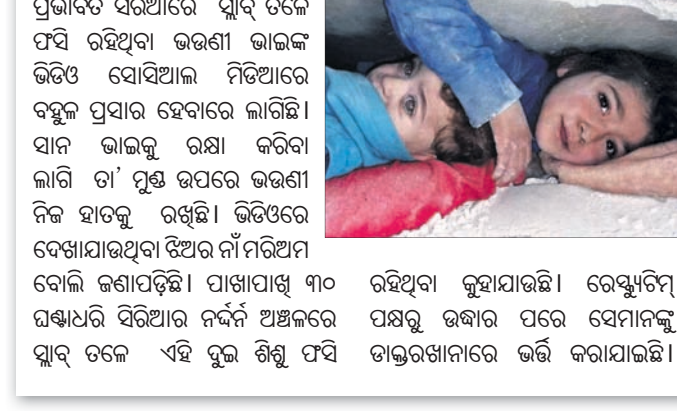 ପ୍ରଭାବିତ ସିରିଆରେ ସ୍ଲାବ୍ ତଳେ
ଫସି ରହିଥିବା ଭଉଣୀ ଭାଇଙ୍କ
ଭିଡିଓ ସୋସିଆଲ ମିଡିଆରେ
ବହୁଳ ପ୍ରସାର ହେବାରେ ଲାଗିଛି।
ସାନ ଭାଇକୁ ରକ୍ଷା କରିବା
ଲାଗି ତା’ ମୁଣ୍ଡ ଉପରେ ଭଉଣୀ
ନିଜ ହାତକୁ ରଖିଛି। ଭିଡିଓରେ
ଦେଖାଯାଉଥିବା ଝିଅର ନାଁ ମରିଅମ
ବୋଲି ଜଣାପଡ଼ିଛି। ପାଖାପାଖି ୩୦
ଘଣ୍ଟାଧରି ସିରିଆର ନର୍ଦ୍ଦର୍ନ ଅଞ୍ଚଳରେ
ସ୍ଲାବ୍ ତଳେ ଏହି ଦୁଇ ଶିଶୁ ଫସି
ରହିଥିବା କୁହାଯାଉଛି। ରେସ୍କ୍ୟୁଟିମ୍
ପକ୍ଷରୁ ଉଦ୍ଧାର ପରେ ସେମାନଙ୍କୁ
ଡାକ୍ତରଖାନାରେ ଭର୍ତ୍ତି କରାଯାଇଛି।